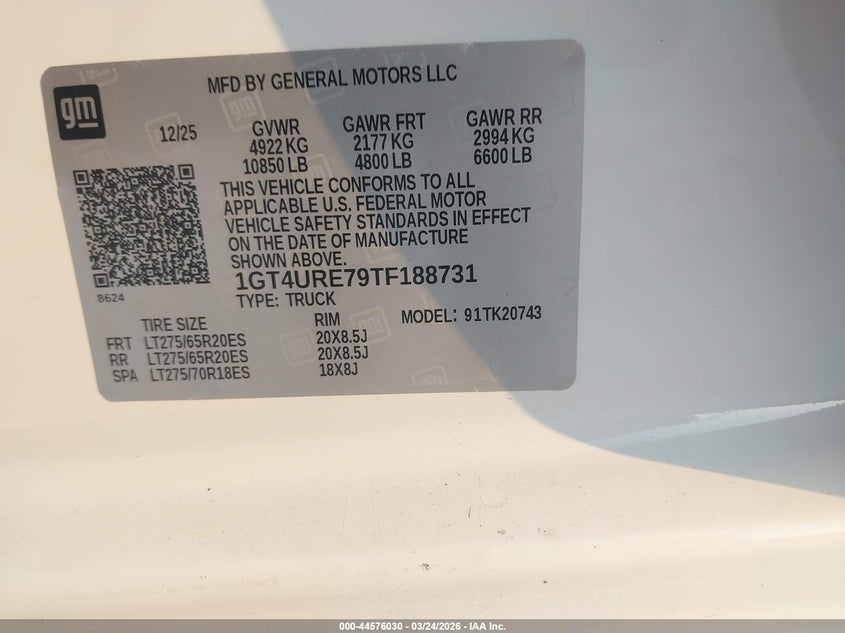 MFD BY GENERAL MOTORS LLC
gm
12/25
GVWR GAWR FRT GAWR RR
4922 KG 2177 KG 2994 KG
10850 LB 4800 LB 6600 LB
THIS VEHICLE CONFORMS TO ALL
APPLICABLE U.S. FEDERAL MOTOR
VEHICLE SAFETY STANDARDS IN EFFECT
ON THE DATE OF MANUFACTURE
SHOWN ABOVE.
8624
1GT4URE79TF188731
TYPE: TRUCK
MODEL: 91TK20743
TIRE SIZE RIM
FRT LT275/65R20ES 20X8.5J
RR LT275/65R20ES 20X8.5J
SPA LT275/70R18ES 18X8J
000-44576030 - 03/24/2026 - IAA Inc.